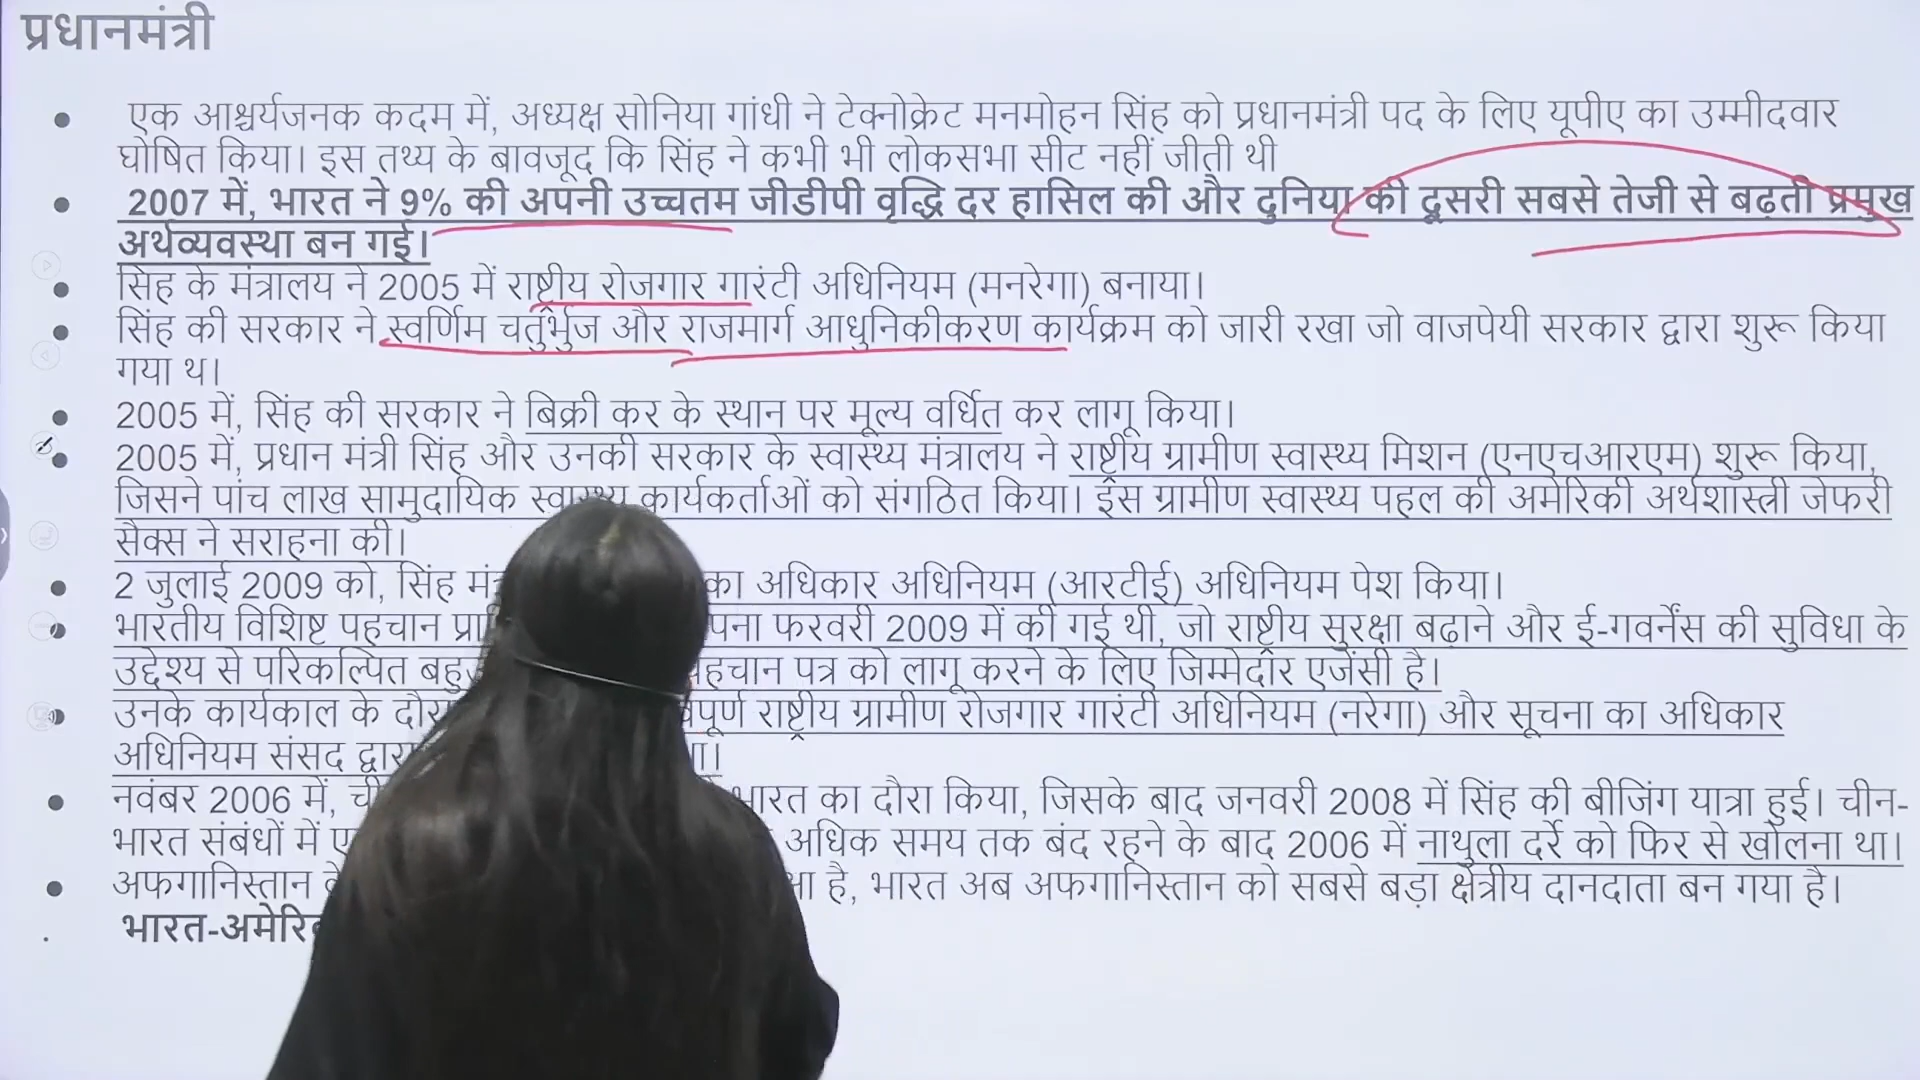 प्रधानमंत्री
एक आश्चर्यजनक कदम में, अध्यक्ष सोनिया गांधी ने टेक्नोक्रेट मनमोहन सिंह को प्रधानमंत्री पद के लिए यूपीए का उम्मीदवार
घोषित किया। इस तथ्य के बावजूद कि सिंह ने कभी भी लोकसभा सीट नहीं जीती थी
2007 में, भारत ने 9% की अपनी उच्चतम जीडीपी वृद्धि दर हासिल की और दुनिया की दूसरी सबसे तेजी से बढ़ती प्रमुख
अर्थव्यवस्था बन गई।
सिंह के मंत्रालय ने 2005 में राष्ट्रीय रोजगार गारंटी अधिनियम (मनरेगा) बनाया।
सिंह की सरकार ने स्वर्णिम चतुर्भुज और राजमार्ग आधुनिकीकरण कार्यक्रम को जारी रखा जो वाजपेयी सरकार द्वारा शुरू किया
गया थ।
2005 में, सिंह की सरकार ने बिक्री कर के स्थान पर मूल्य वर्धित कर लागू किया।
2005 में, प्रधान मंत्री सिंह और उनकी सरकार के स्वास्थ्य मंत्रालय ने राष्ट्रीय ग्रामीण स्वास्थ्य मिशन (एनएचआरएम) शुरू किया,
जिसने पांच लाख सामुदायिक स्वास्थ्य कार्यकर्ताओं को संगठित किया। इस ग्रामीण स्वास्थ्य पहल की अमेरिकी अर्थशास्त्री जेफरी
सैक्स ने सराहना की।
2 जुलाई 2009 को, सिंह का अधिकार अधिनियम (आरटीई) अधिनियम पेश किया।
भारतीय विशिष्ट पहचान फरवरी 2009 में की गई थी, जो राष्ट्रीय सुरक्षा बढ़ाने और ई-गवर्नेंस की सुविधा के
उद्देश्य से परिकल्पित पत्र को लागू करने के लिए जिम्मेदार एजेंसी है।
उनके कार्यकाल के राष्ट्रीय ग्रामीण रोजगार गारंटी अधिनियम (नरेगा) और सूचना का अधिकार
अधिनियम संसद
नवंबर 2006 में, भारत का दौरा किया, जिसके बाद जनवरी 2008 में सिंह की बीजिंग यात्रा हुई। चीन-
भारत संबंधों में अधिक समय तक बंद रहने के बाद 2006 में नाथुला दर्रे को फिर से खोलना था।
अफगानिस्तान है, भारत अब अफगानिस्तान को सबसे बड़ा क्षेत्रीय दानदाता बन गया है।